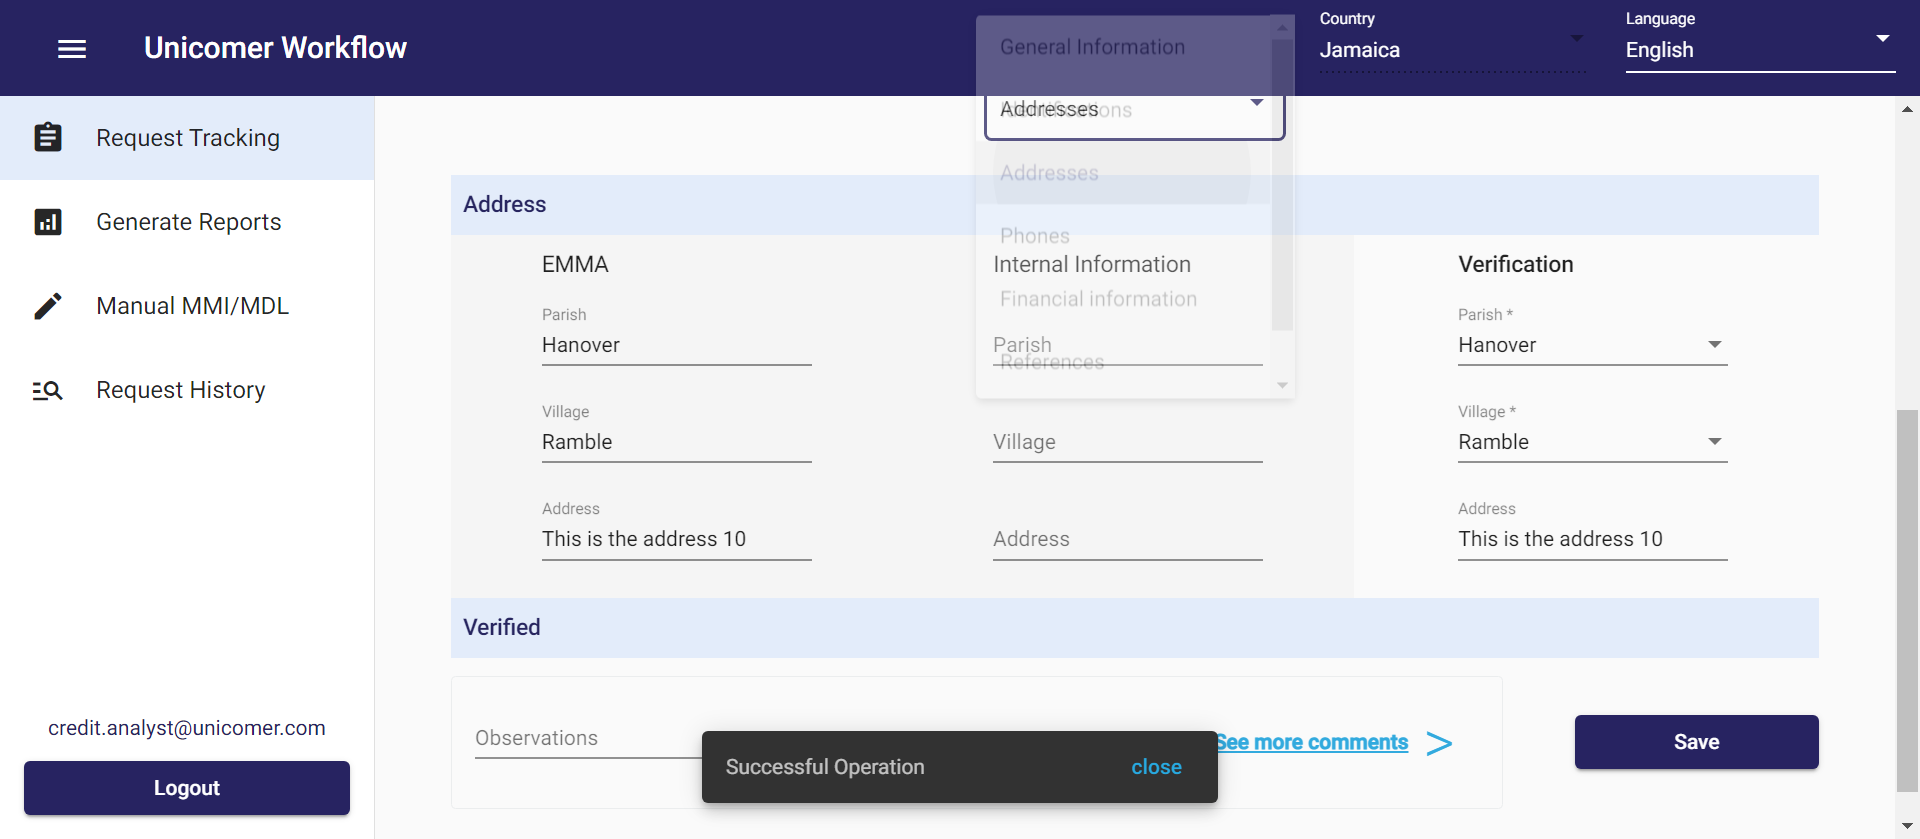 Unicomer Workflow
General Information
Country
Jamaica
Language
English
Request Tracking
Generate Reports
Manual MMI/MDL
Request History
credit.analyst@unicomer.com
Logout
Addresses
Identifications
Addresses
Phones
Financial information
References
Address
EMMA
Internal Information
Verification
Parish
Hanover
Parish
Parish *
Hanover
Village
Ramble
Village
Village *
Ramble
Address
This is the address 10
Address
Address
This is the address 10
Verified
Observations
See more comments
>
Save
Successful Operation
close